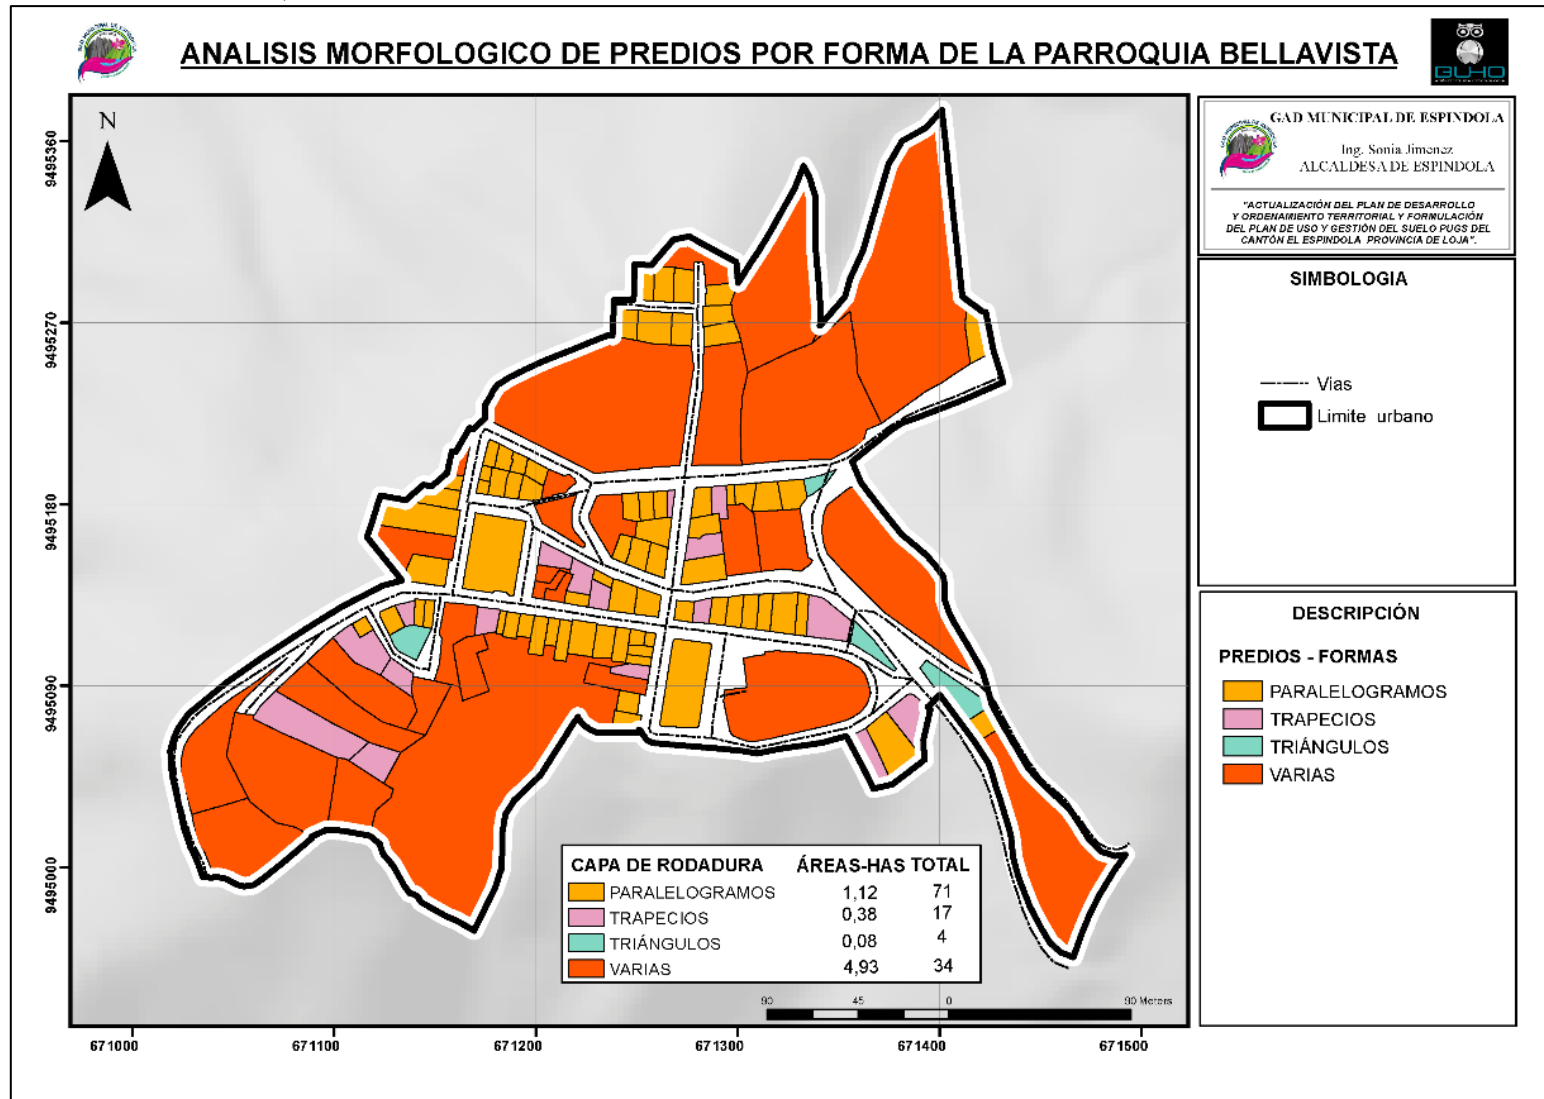 ANALISIS MORFOLOGICO DE PREDIOS POR FORMA DE LA PARROQUIA BELLAVISTA
BUHO
N
9495360
9495270
9495180
9495090
9495000
671000
671100
671200
671300
671400
671500
CAPA DE RODADURA ÁREAS-HAS TOTAL
PARALELOGRAMOS 1,12 71
TRAPECIOS 0,38 17
TRIÁNGULOS 0,08 4
VARIAS 4,93 34
90 45 0 90 Meters
GAD MUNICIPAL DE ESPINDOLA
Ing. Sonia Jimenez
ALCALDESA DE ESPINDOLA
"ACTUALIZACIÓN DEL PLAN DE DESARROLLO
Y ORDENAMIENTO TERRITORIAL Y FORMULACIÓN
DEL PLAN DE USO Y GESTIÓN DEL SUELO PUGS DEL
CANTÓN EL ESPINDOLA PROVINCIA DE LOJA".
SIMBOLOGIA
Vias
Limite urbano
DESCRIPCIÓN
PREDIOS - FORMAS
PARALELOGRAMOS
TRAPECIOS
TRIÁNGULOS
VARIAS